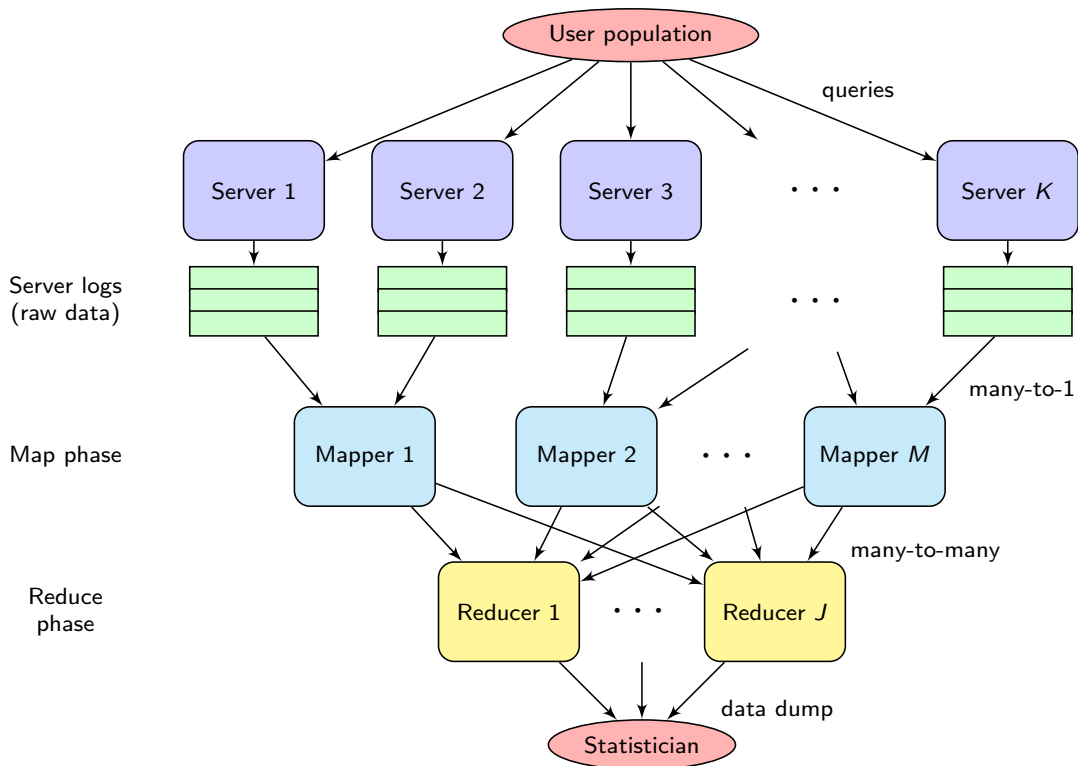 User population
queries
Server 1
Server 2
Server 3
· · ·
Server K
Server logs
(raw data)
· · ·
many-to-1
Map phase
Mapper 1
Mapper 2
· · ·
Mapper M
many-to-many
Reduce
phase
Reducer 1
· · ·
Reducer J
data dump
Statistician